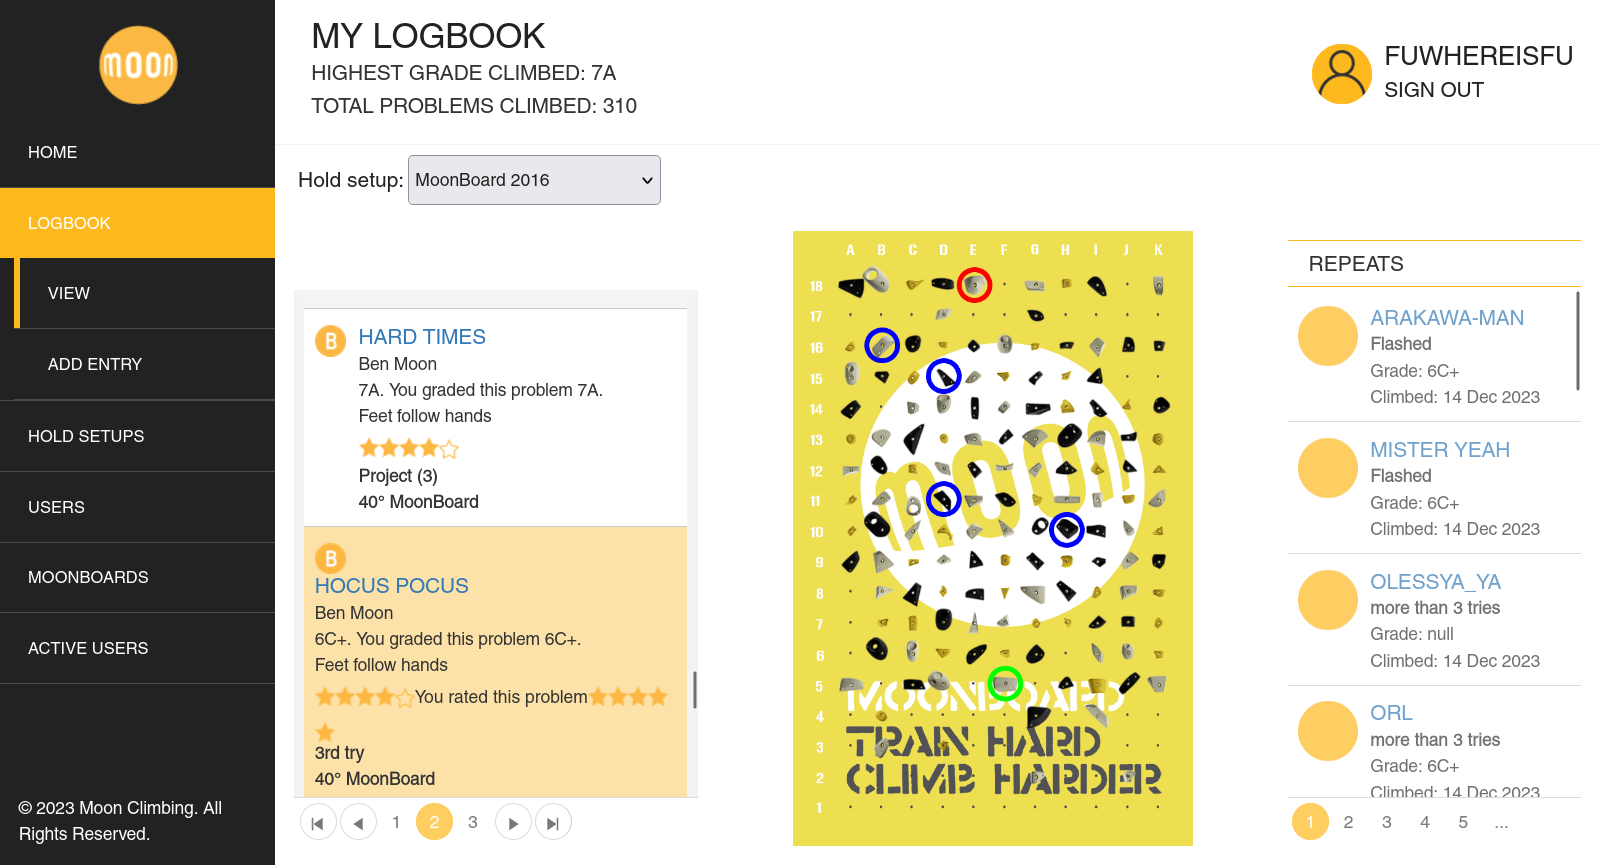 moon
HOME
LOGBOOK
VIEW
ADD ENTRY
HOLD SETUPS
USERS
MOONBOARDS
ACTIVE USERS
© 2023 Moon Climbing. All
Rights Reserved.
MY LOGBOOK
HIGHEST GRADE CLIMBED: 7A
TOTAL PROBLEMS CLIMBED: 310
FUWHEREISFU
SIGN OUT
Hold setup: MoonBoard 2016
B HARD TIMES
Ben Moon
7A. You graded this problem 7A.
Feet follow hands
Project (3)
40° MoonBoard
B
HOCUS POCUS
Ben Moon
6C+. You graded this problem 6C+.
Feet follow hands
You rated this problem
3rd try
40° MoonBoard
1 2 3
A B C D E F G H I J K
18
17
16
15
14
13
12
11
10
9
8
7
6
5
4
3
2
1
moon
MOONBOARD
TRAIN HARD
CLIMB HARDER
REPEATS
ARAKAWA-MAN
Flashed
Grade: 6C+
Climbed: 14 Dec 2023
MISTER YEAH
Flashed
Grade: 6C+
Climbed: 14 Dec 2023
OLESSYA_YA
more than 3 tries
Grade: null
Climbed: 14 Dec 2023
ORL
more than 3 tries
Grade: 6C+
Climbed: 14 Dec 2023
1 2 3 4 5 ...